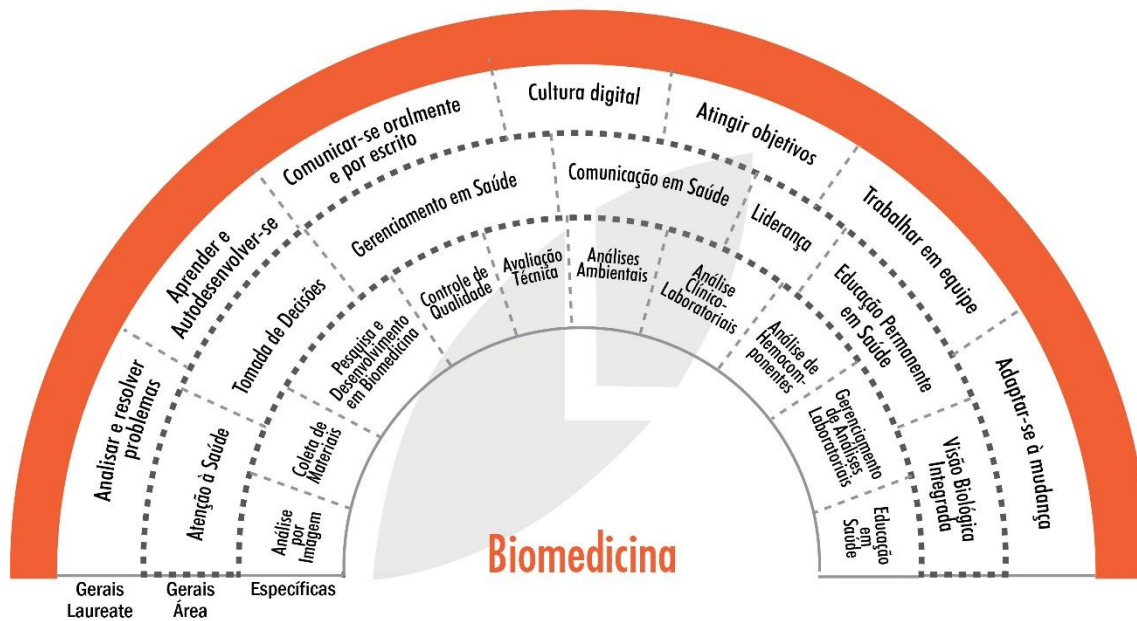 Analisar e resolver
problemas
Aprender e
Autodesenvolver-se
Comunicar-se oralmente
e por escrito
Cultura digital
Atingir objetivos
Trabalhar em equipe
Adaptar-se à mudança
Atenção à Saúde
Tomada de Decisões
Gerenciamento em Saúde
Comunicação em Saúde
Liderança
Educação Permanente
em Saúde
Visão Biológica
Integrada
Análise
por
Imagem
Coleta de
Materiais
Pesquisa e
Desenvolvimento
em Biomedicina
Controle de
Qualidade
Avaliação
Técnica
Análises
Ambientais
Análise
Clínico-
Laboratoriais
Análise de
Hemocom-
ponentes
Gerenciamento
de Análises
Laboratoriais
Educação
em
Saúde
Biomedicina
Gerais
Laureate
Gerais
Área
Específicas